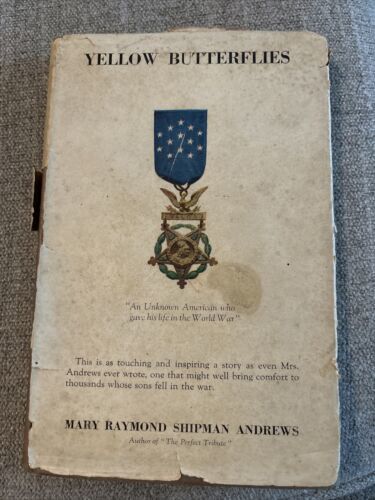 YELLOW BUTTERFLIES
"An Unknown American who
gave his life in the World War"
This is as touching and inspiring a story as even Mrs.
Andrews ever wrote, one that might well bring comfort to
thousands whose sons fell in the war.
MARY RAYMOND SHIPMAN ANDREWS
Author of "The Perfect Tribute"